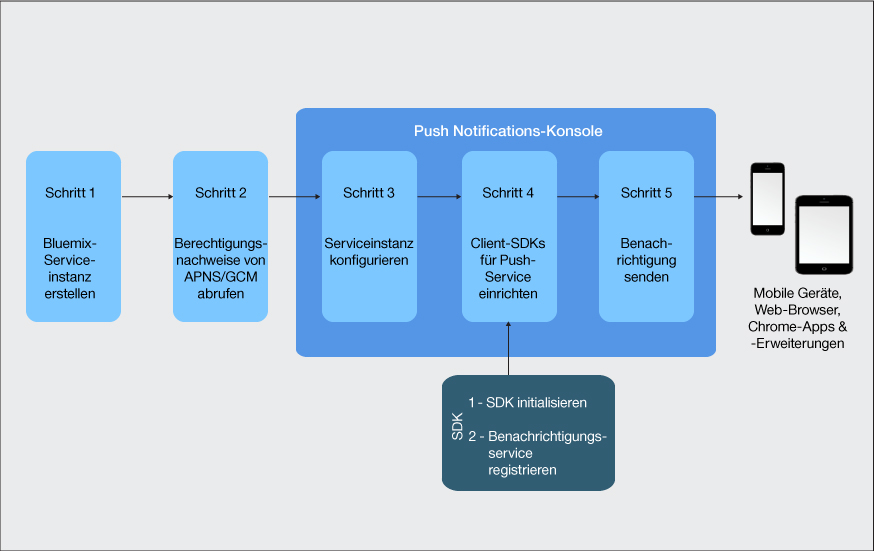 Push Notifications-Konsole
Schritt 1
Bluemix-
Service-
instanz
erstellen
Schritt 2
Berechtigungs-
nachweise von
APNS/GCM
abrufen
Schritt 3
Serviceinstanz
konfigurieren
Schritt 4
Client-SDKs
für Push-
Service
einrichten
Schritt 5
Benach-
richtigung
senden
Mobile Geräte,
Web-Browser,
Chrome-Apps &
-Erweiterungen
SDK
1 - SDK initialisieren
2 - Benachrichtigungs-
service
registrieren